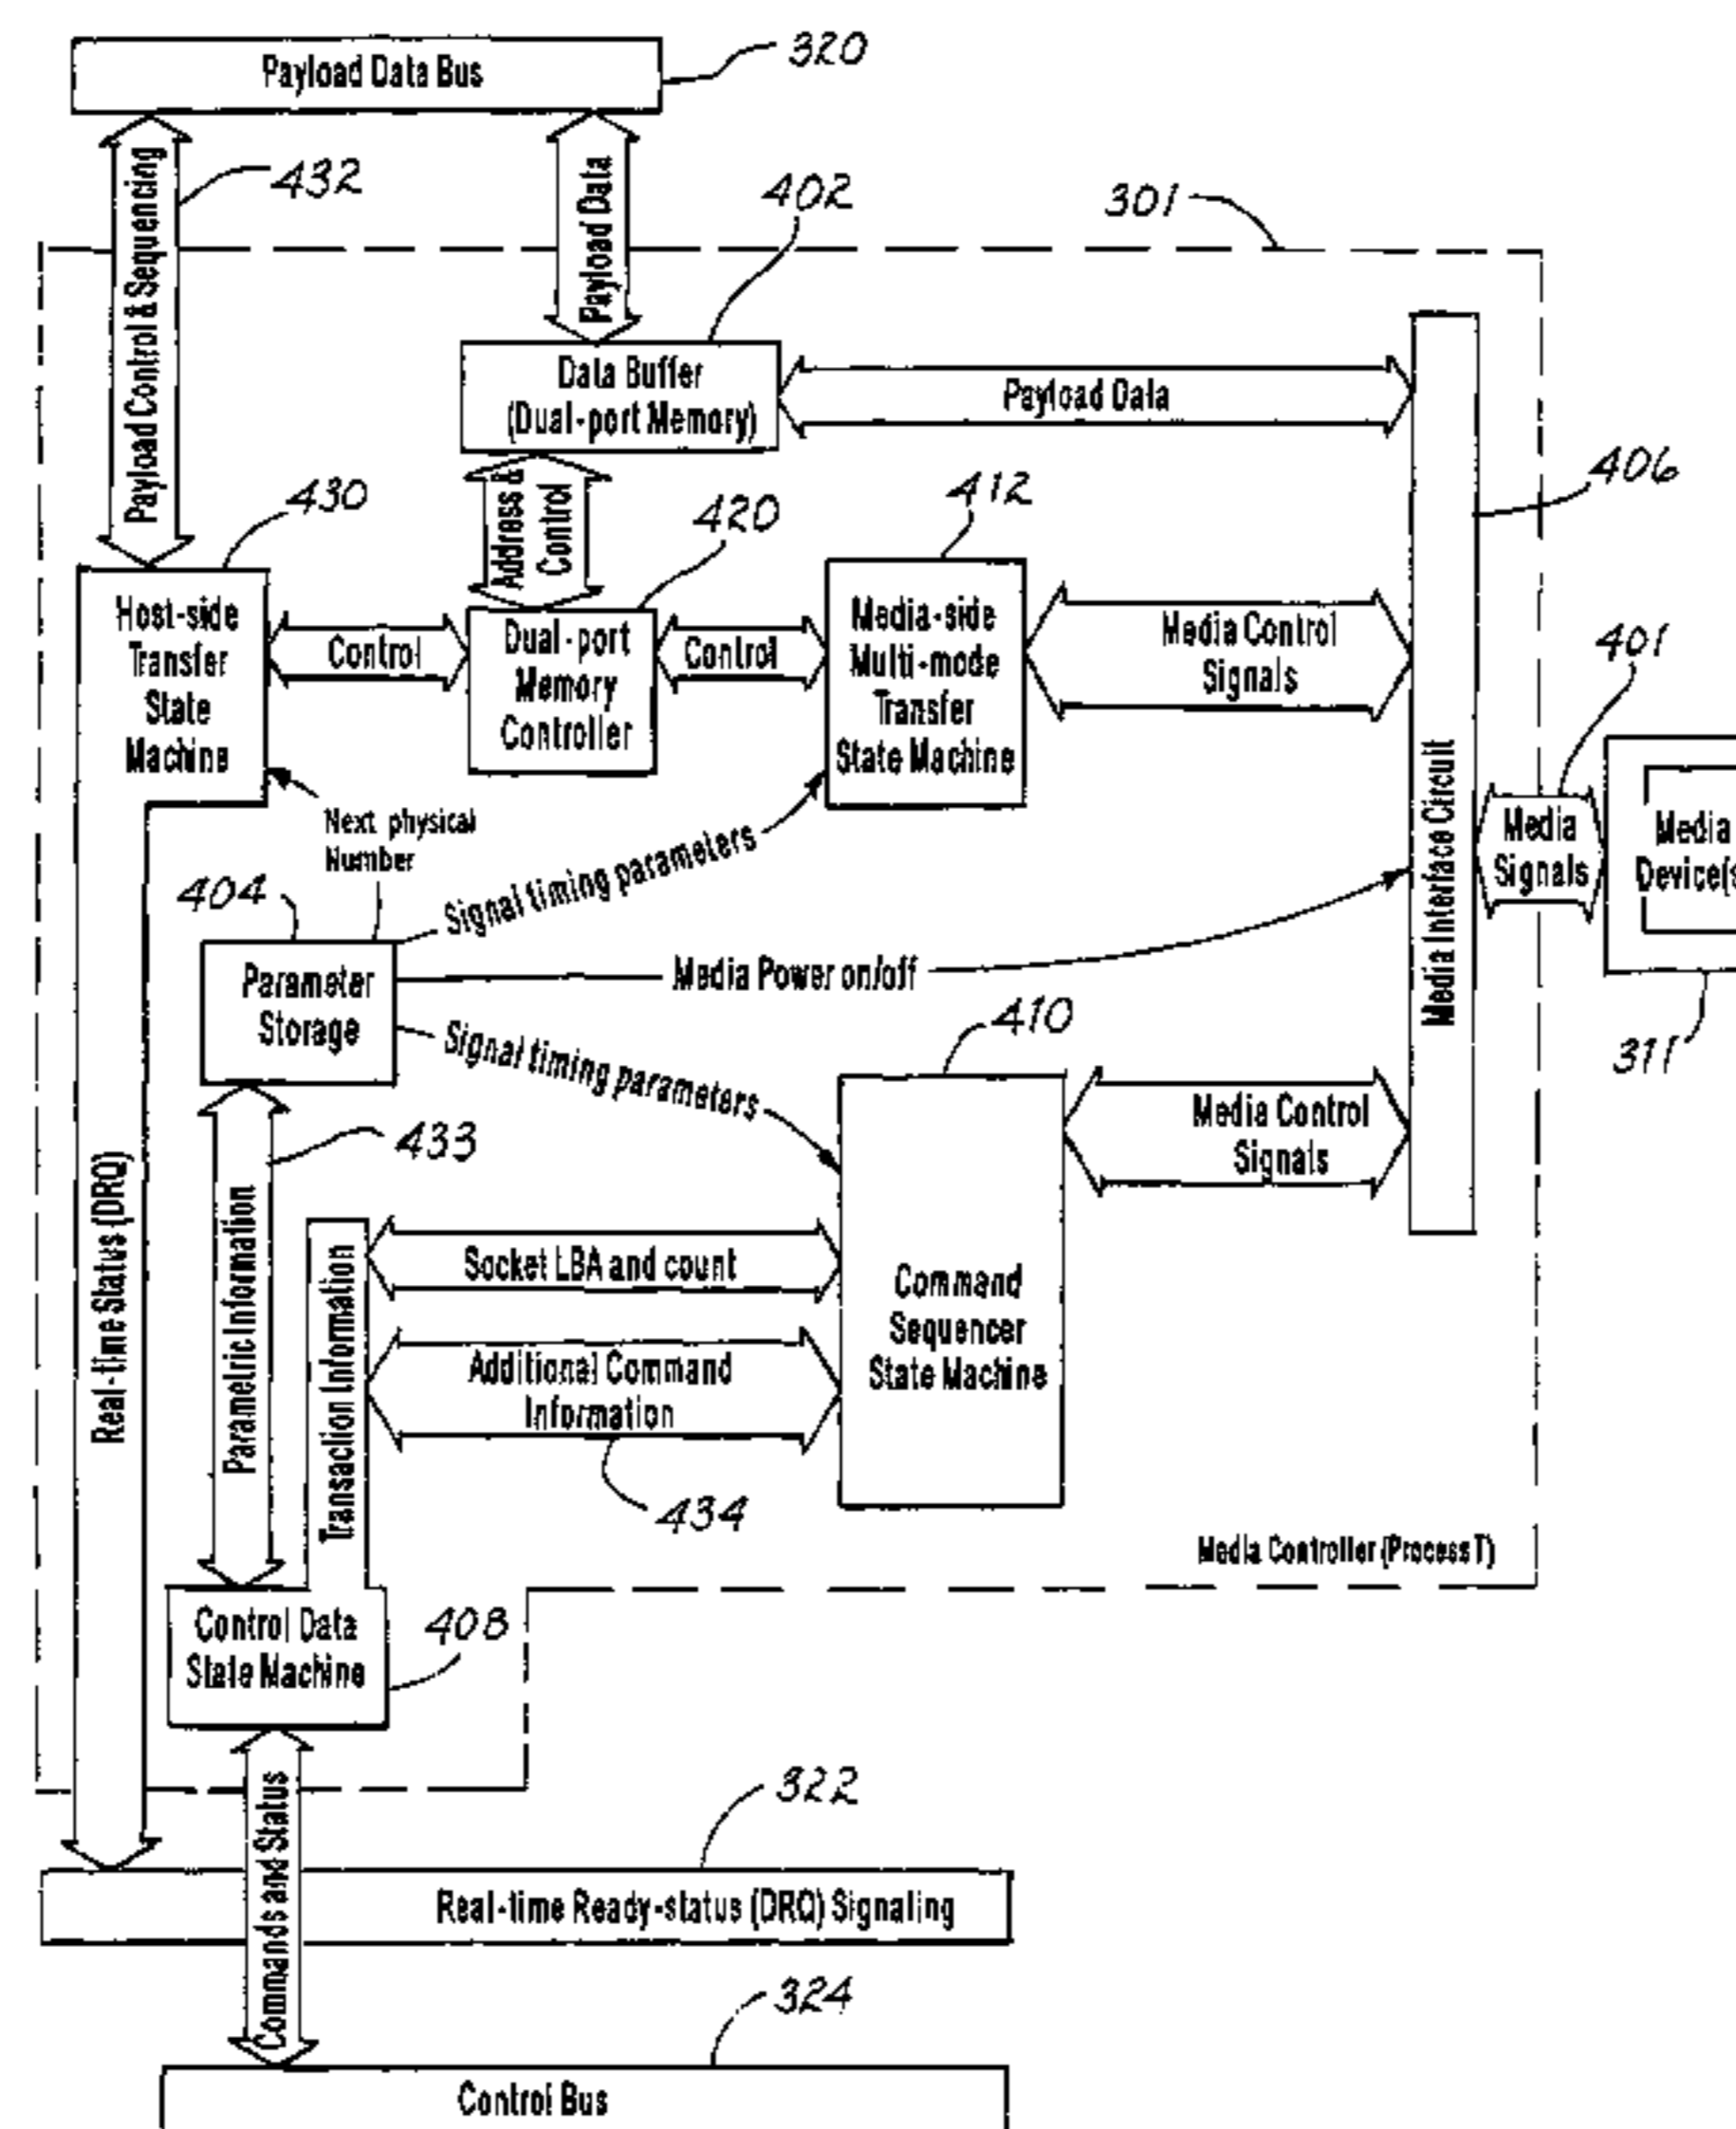 Payload Data Bus
320
432
Payload Control & Sequencing
Payload Data
402
301
Data Buffer
(Dual-port Memory)
Payload Data
406
430
Address &
Control
420
412
Host-side
Transfer
State
Machine
Control
Dual-port
Memory
Controller
Control
Media-side
Multi-mode
Transfer
State Machine
Media Control
Signals
401
Media Interface Circuit
Media
Signals
Media
Device(s
311
Next physical
Number
Signal timing parameters
404
Parameter
Storage
Media Power on/off
Signal timing parameters
410
433
Media Control
Signals
Real-time Status (DRQ)
Parametric Information
Transaction Information
Socket LBA and count
Additional Command
Information
434
Command
Sequencer
State Machine
Media Controller (Process T)
Control Data
State Machine
408
Commands and Status
322
Real-time Ready-status (DRQ) Signaling
324
Control Bus